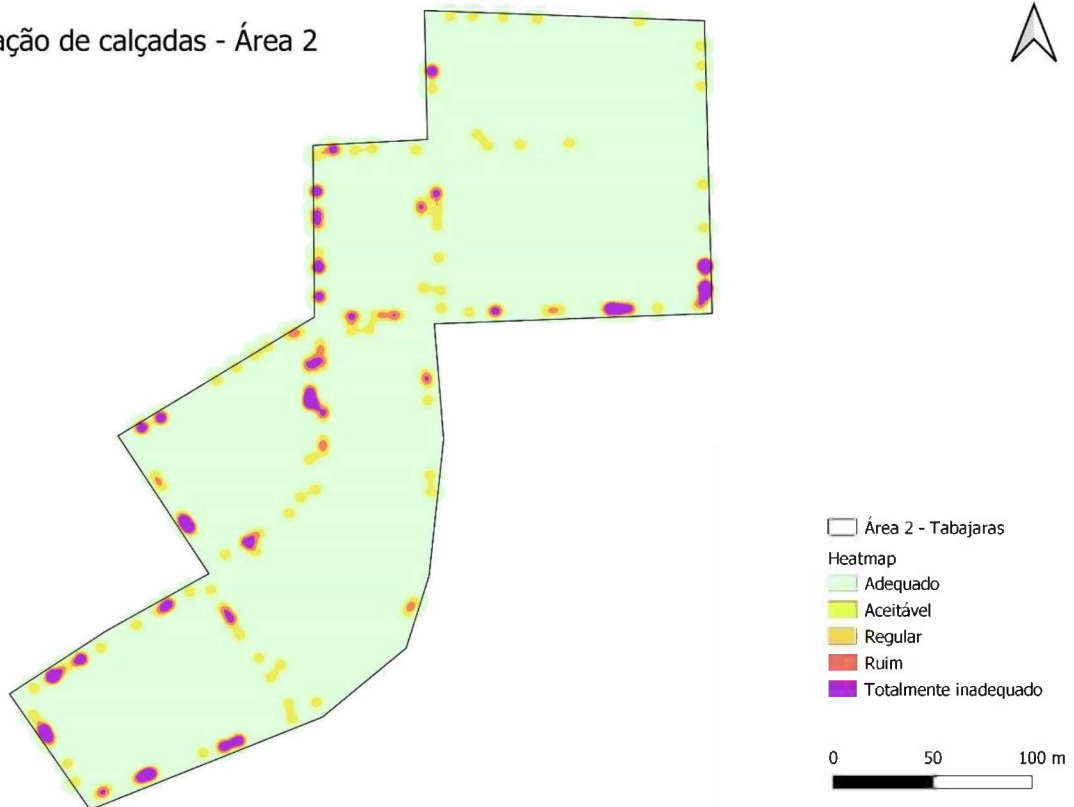 ação de calçadas - Área 2
Área 2 - Tabajaras
Heatmap
Adequado
Aceitável
Regular
Ruim
Totalmente inadequado
0 50 100 m